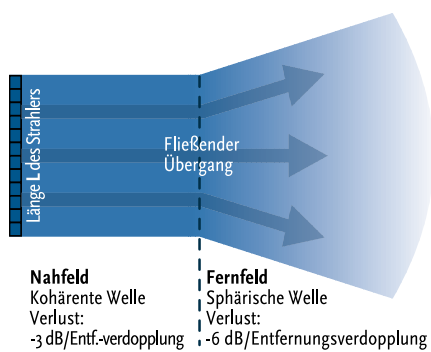 Länge L des Strahlers
Fließender
Übergang
Nahfeld
Kohärente Welle
Verlust:
-3 dB/Entf.-verdopplung
Fernfeld
Sphärische Welle
Verlust:
-6 dB/Entfernungsverdopplung